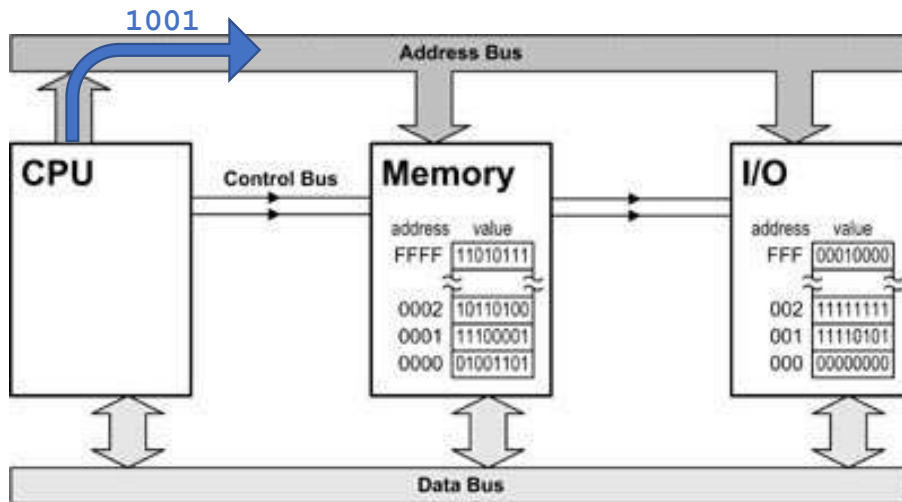 1001
Address Bus
CPU
Control Bus
Memory
address value
FFFF 11010111
0002 10110100
0001 11100001
0000 01001101
I/O
address value
FFF 00010000
002 11111111
001 11110101
000 00000000
Data Bus